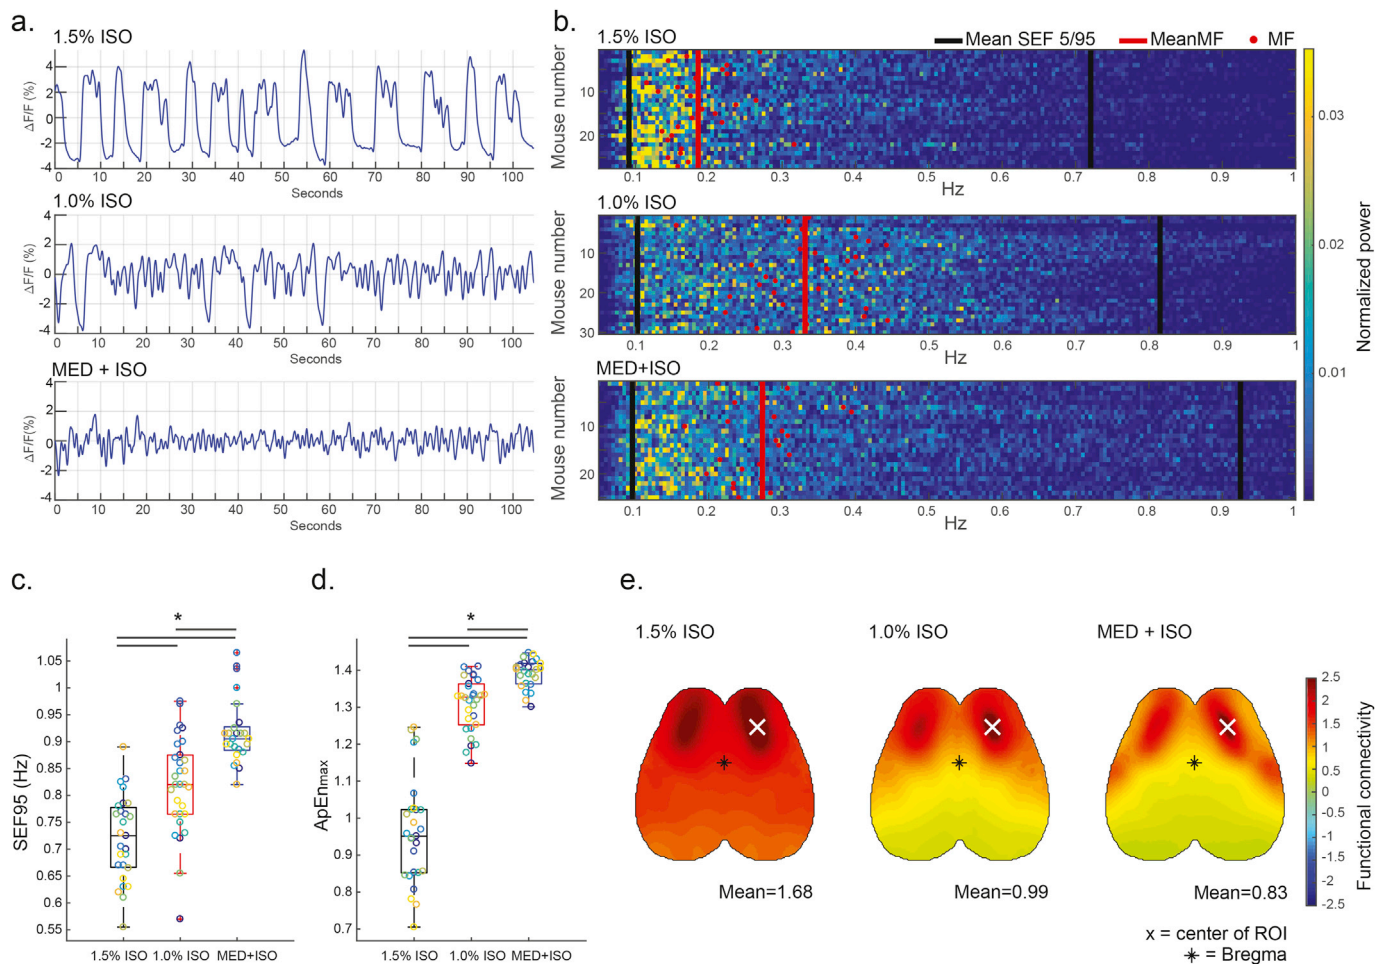 a.
1.5% ISO
4
2
0
-2
-4
ΔF/F (%)
0 10 20 30 40 50 60 70 80 90 100
Seconds
1.0% ISO
4
2
0
-2
-4
ΔF/F (%)
0 10 20 30 40 50 60 70 80 90 100
Seconds
MED + ISO
4
2
0
-2
-4
ΔF/F(%)
0 10 20 30 40 50 60 70 80 90 100
Seconds
b.
1.5% ISO
Mean SEF 5/95 MeanMF MF
Mouse number
10
20
0.1 0.2 0.3 0.4 0.5 0.6 0.7 0.8 0.9 1
Hz
1.0% ISO
Mouse number
10
20
30
0.1 0.2 0.3 0.4 0.5 0.6 0.7 0.8 0.9 1
Hz
MED+ISO
Mouse number
10
20
0.1 0.2 0.3 0.4 0.5 0.6 0.7 0.8 0.9 1
Hz
0.03
0.02
0.01
Normalized power
c.
*
1.05
1
0.95
0.9
0.85
0.8
0.75
0.7
0.65
0.6
0.55
SEF95 (Hz)
1.5% ISO 1.0% ISO MED+ISO
d.
*
1.4
1.3
1.2
1.1
1
0.9
0.8
0.7
ApEnmax
1.5% ISO 1.0% ISO MED+ISO
e.
1.5% ISO 1.0% ISO MED + ISO
Mean=1.68 Mean=0.99 Mean=0.83
2.5
2
1.5
1
0.5
0
-0.5
-1
-1.5
-2
-2.5
Functional connectivity
x = center of ROI
✳ = Bregma